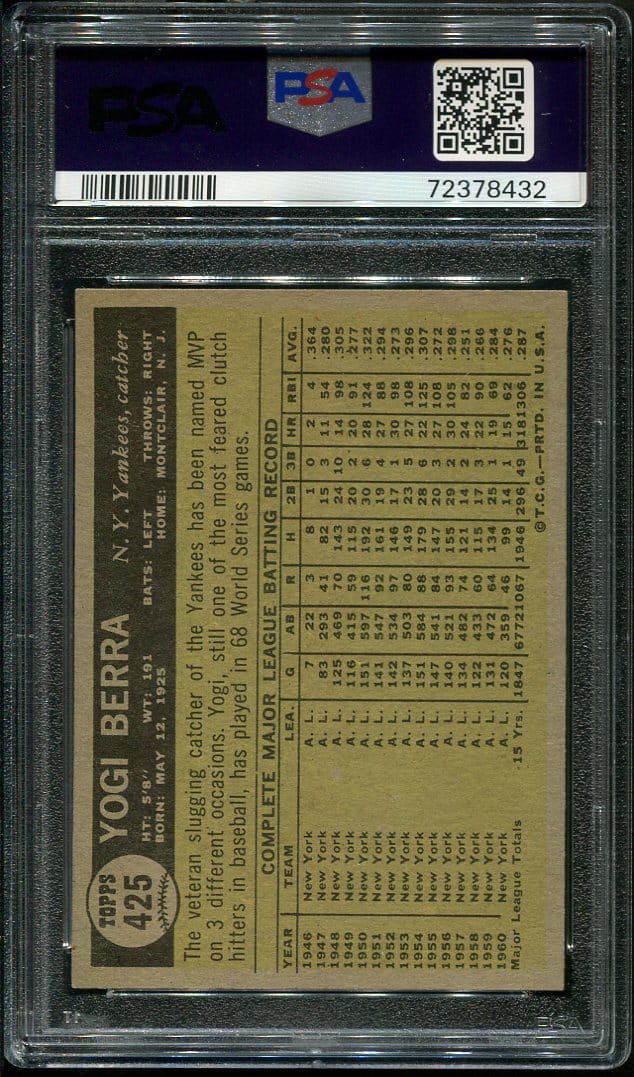 PSA
PSA
72378432
TOPPS
425
YOGI BERRA N. Y. Yankees, catcher
HT: 5'8" WT: 191 BATS: LEFT THROWS: RIGHT
BORN: MAY 12, 1925 HOME: MONTCLAIR, N. J.
The veteran slugging catcher of the Yankees has been named MVP
on 3 different occasions. Yogi, still one of the most feared clutch
hitters in baseball, has played in 68 World Series games.
COMPLETE MAJOR LEAGUE BATTING RECORD
YEAR TEAM LEA. G AB R H 2B 3B HR RBI AVG.
1946 New York A. L. 7 22 3 8 1 0 2 4 .364
1947 New York A. L. 83 293 41 82 15 3 11 54 .280
1948 New York A. L. 125 469 70 143 24 10 14 98 .305
1949 New York A. L. 116 415 59 115 20 2 20 91 .277
1950 New York A. L. 151 597 116 192 30 6 28 124 .322
1951 New York A. L. 141 547 92 161 19 4 27 88 .294
1952 New York A. L. 142 534 97 146 17 1 30 98 .273
1953 New York A. L. 137 503 80 149 23 5 27 108 .296
1954 New York A. L. 151 584 88 179 28 6 22 125 .307
1955 New York A. L. 147 541 84 147 20 3 27 108 .272
1956 New York A. L. 140 521 93 155 29 2 30 105 .298
1957 New York A. L. 134 482 74 121 14 2 24 82 .251
1958 New York A. L. 122 433 60 115 17 3 22 90 .266
1959 New York A. L. 131 472 64 134 25 1 19 69 .284
1960 New York A. L. 120 359 46 99 14 1 15 62 .276
Major League Totals 15 Yrs. 1847 6772 1067 1946 296 49 318 1306 .287
©T.C.G.—PRTD. IN U.S.A.
PSA